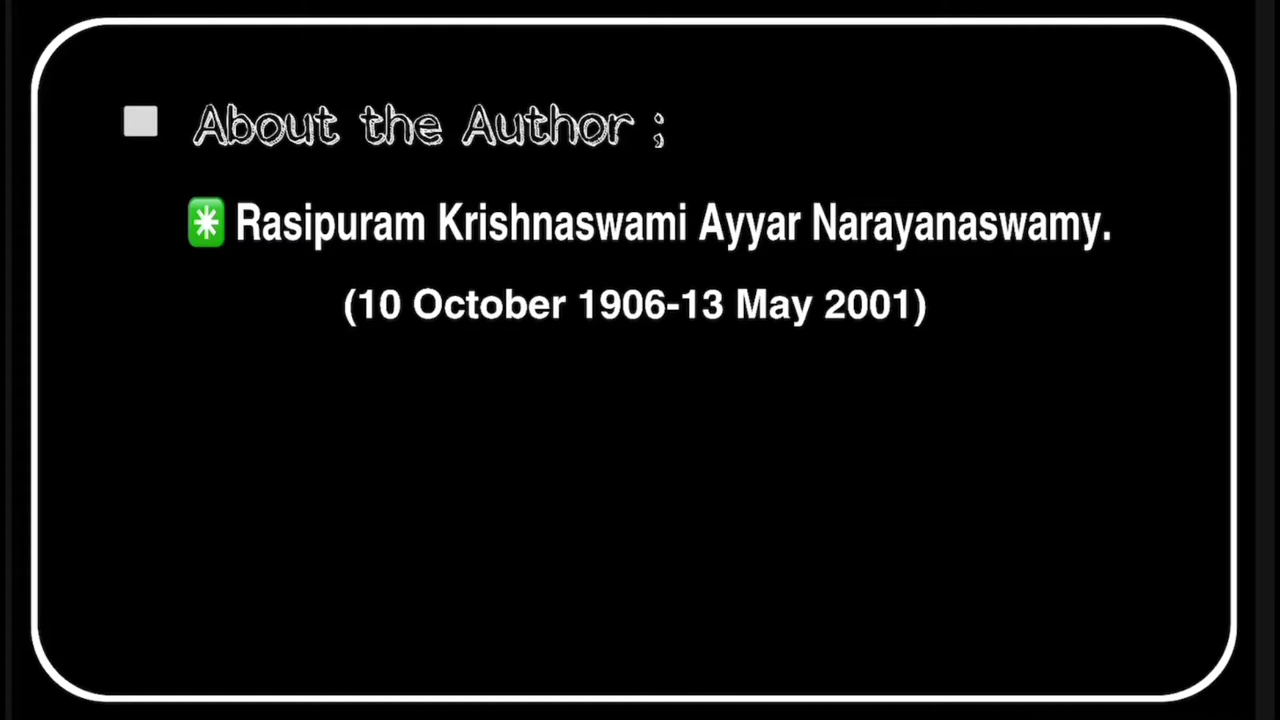 About the Author ;
Rasipuram Krishnaswami Ayyar Narayanaswamy.
(10 October 1906-13 May 2001)